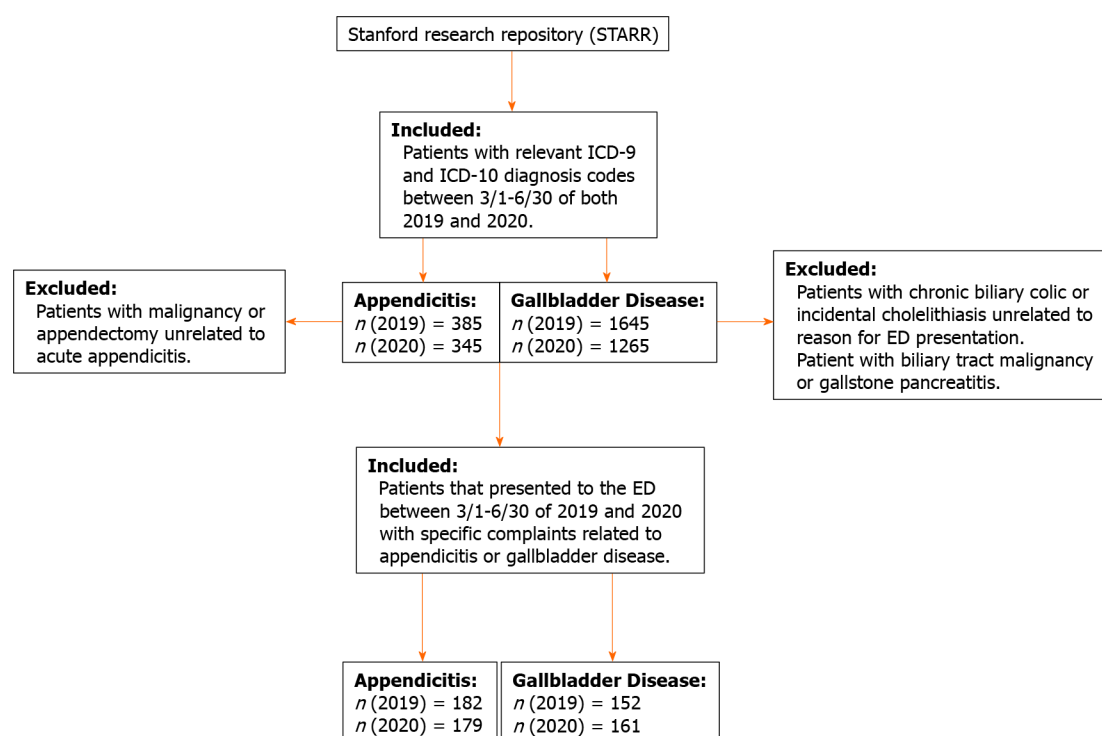 Stanford research repository (STARR)
Included:
Patients with relevant ICD-9
and ICD-10 diagnosis codes
between 3/1-6/30 of both
2019 and 2020.
Excluded:
Patients with malignancy or
appendectomy unrelated to
acute appendicitis.
Appendicitis:
n (2019) = 385
n (2020) = 345
Gallbladder Disease:
n (2019) = 1645
n (2020) = 1265
Excluded:
Patients with chronic biliary colic or
incidental cholelithiasis unrelated to
reason for ED presentation.
Patient with biliary tract malignancy
or gallstone pancreatitis.
Included:
Patients that presented to the ED
between 3/1-6/30 of 2019 and 2020
with specific complaints related to
appendicitis or gallbladder disease.
Appendicitis:
n (2019) = 182
n (2020) = 179
Gallbladder Disease:
n (2019) = 152
n (2020) = 161